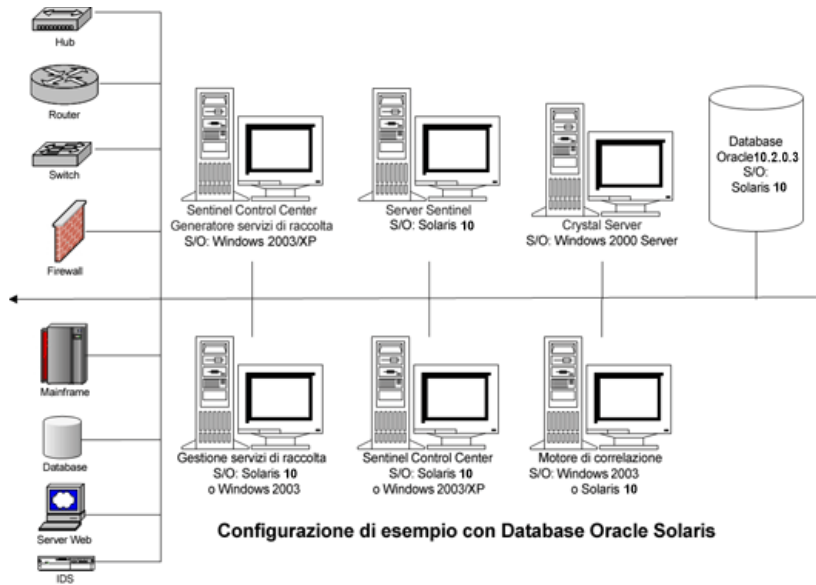 Hub
Router
Switch
Firewall
Mainframe
Database
Server Web
IDS
Sentinel Control Center
Generatore servizi di raccolta
S/O: Windows 2003/XP
Server Sentinel
S/O: Solaris 10
Crystal Server
S/O: Windows 2000 Server
Database
Oracle10.2.0.3
S/O:
Solaris 10
Gestione servizi di raccolta
S/O: Solaris 10
o Windows 2003
Sentinel Control Center
S/O: Solaris 10
o Windows 2003/XP
Motore di correlazione
S/O: Windows 2003
o Solaris 10
Configurazione di esempio con Database Oracle Solaris